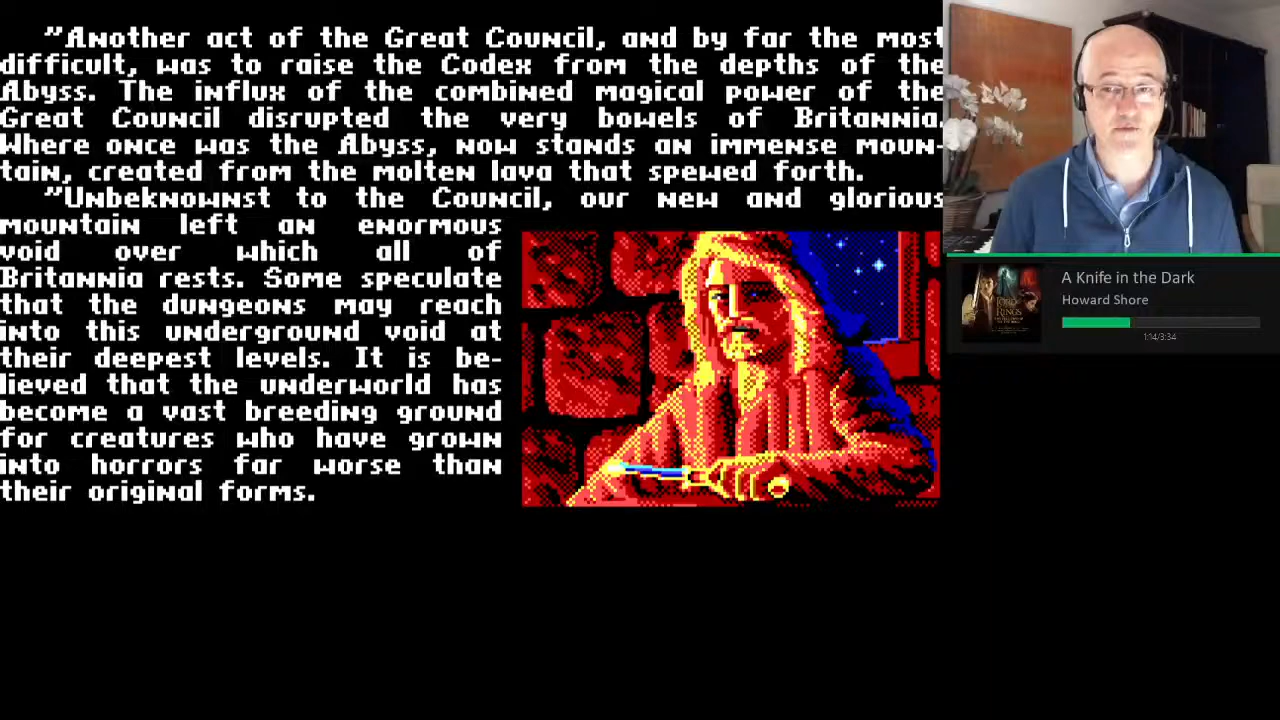 "Another act of the Great Council, and by far the most
difficult, was to raise the Codex from the depths of the
Abyss. The influx of the combined magical power of the
Great Council disrupted the very bowels of Britannia.
Where once was the Abyss, now stands an immense moun-
tain, created from the molten lava that spewed forth.
"Unbeknownst to the Council, our new and glorious
mountain left an enormous
void over which all of
Britannia rests. Some speculate
that the dungeons may reach
into this underground void at
their deepest levels. It is be-
lieved that the underworld has
become a vast breeding ground
for creatures who have grown
into horrors far worse than
their original forms.
A Knife in the Dark
Howard Shore
1:14/3:34